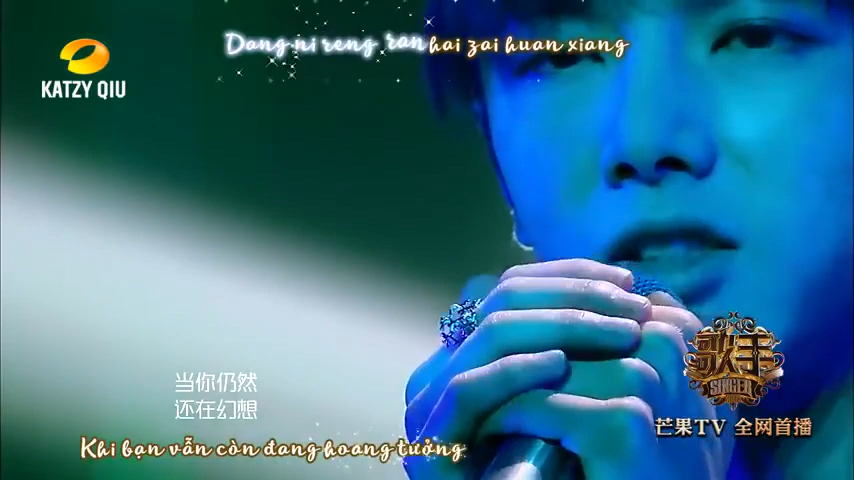 Dang ni reng ran hai zai huan xiang
KATZY QIU
当你仍然
还在幻想
Khi bạn vẫn còn đang hoang tưởng
歌手
SINGER
芒果TV 全网首播